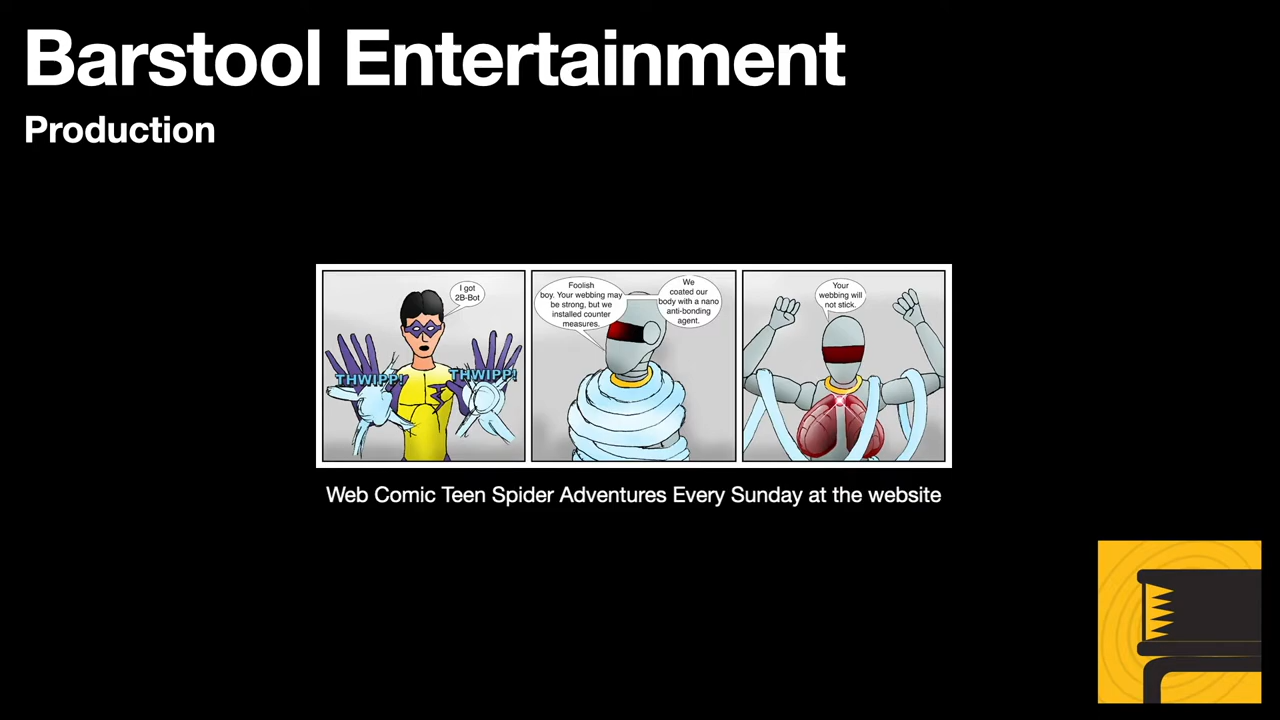 Barstool Entertainment
Production
I got
2B-Bot
THWIPP!
THWIPP!
Foolish
boy. Your webbing may
be strong, but we
installed counter
measures.
We
coated our
body with a nano
anti-bonding
agent.
Your
webbing will
not stick.
Web Comic Teen Spider Adventures Every Sunday at the website